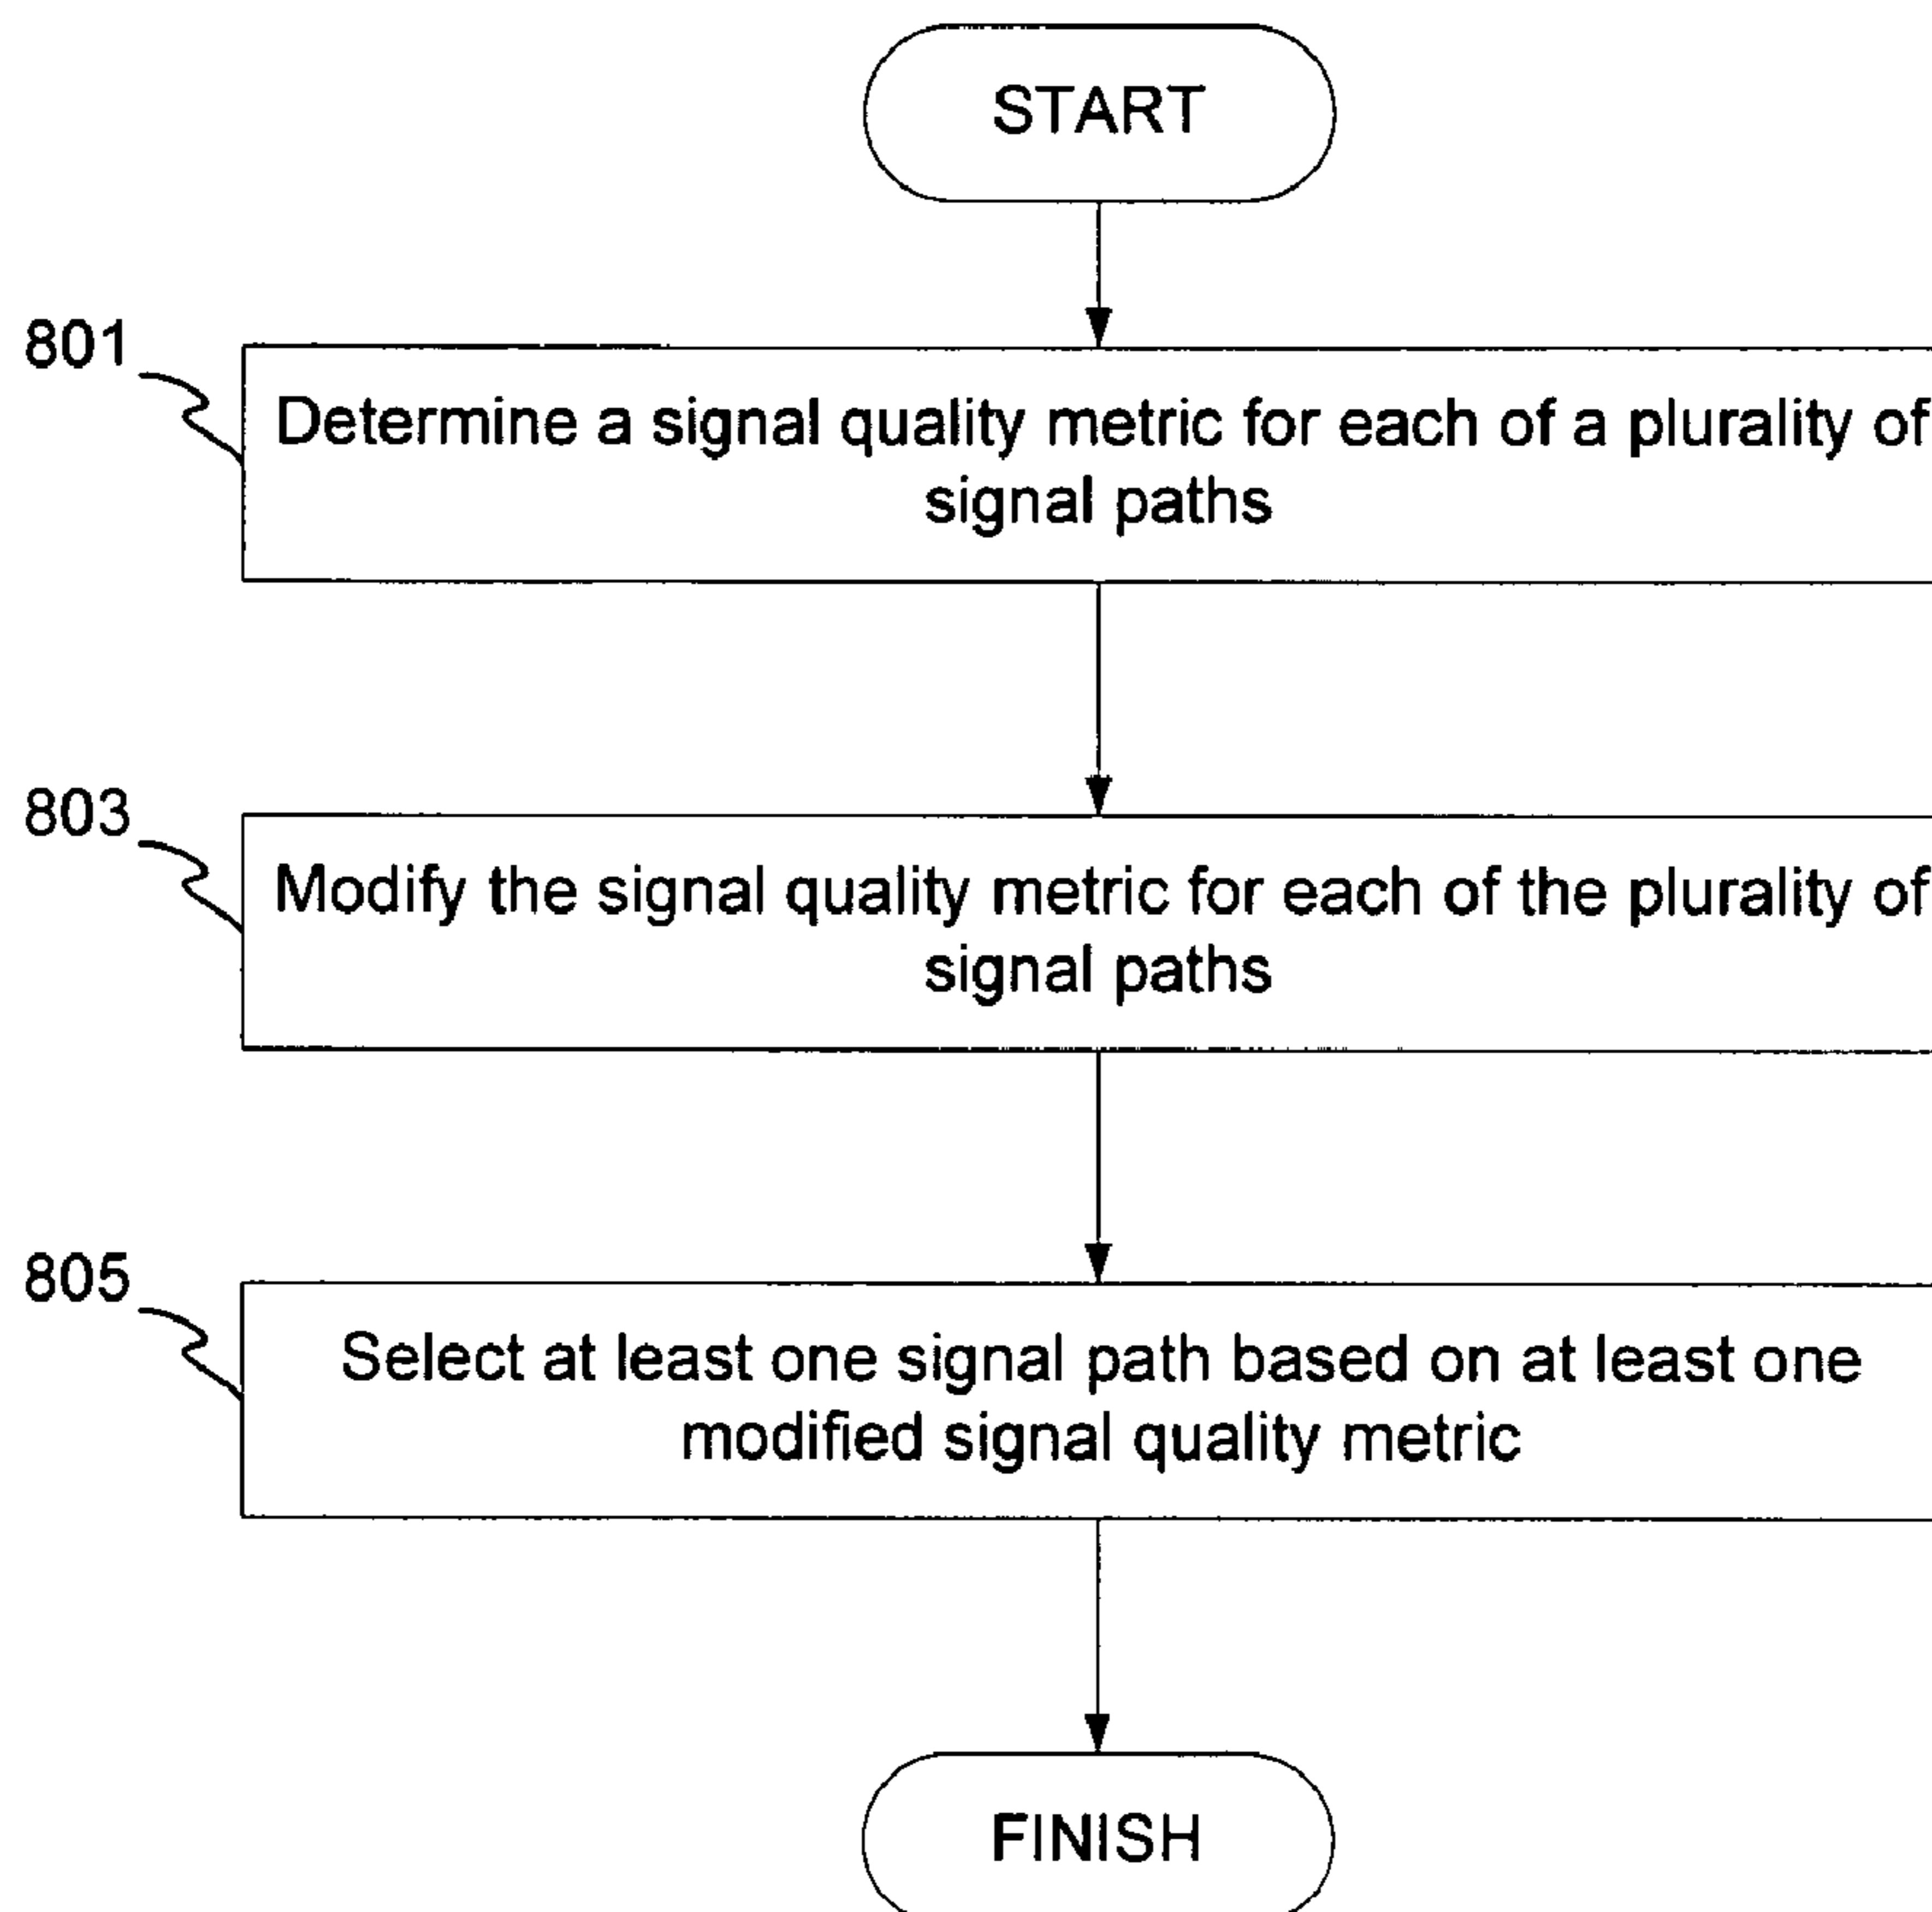 START
801
Determine a signal quality metric for each of a plurality of
signal paths
803
Modify the signal quality metric for each of the plurality of
signal paths
805
Select at least one signal path based on at least one
modified signal quality metric
FINISH